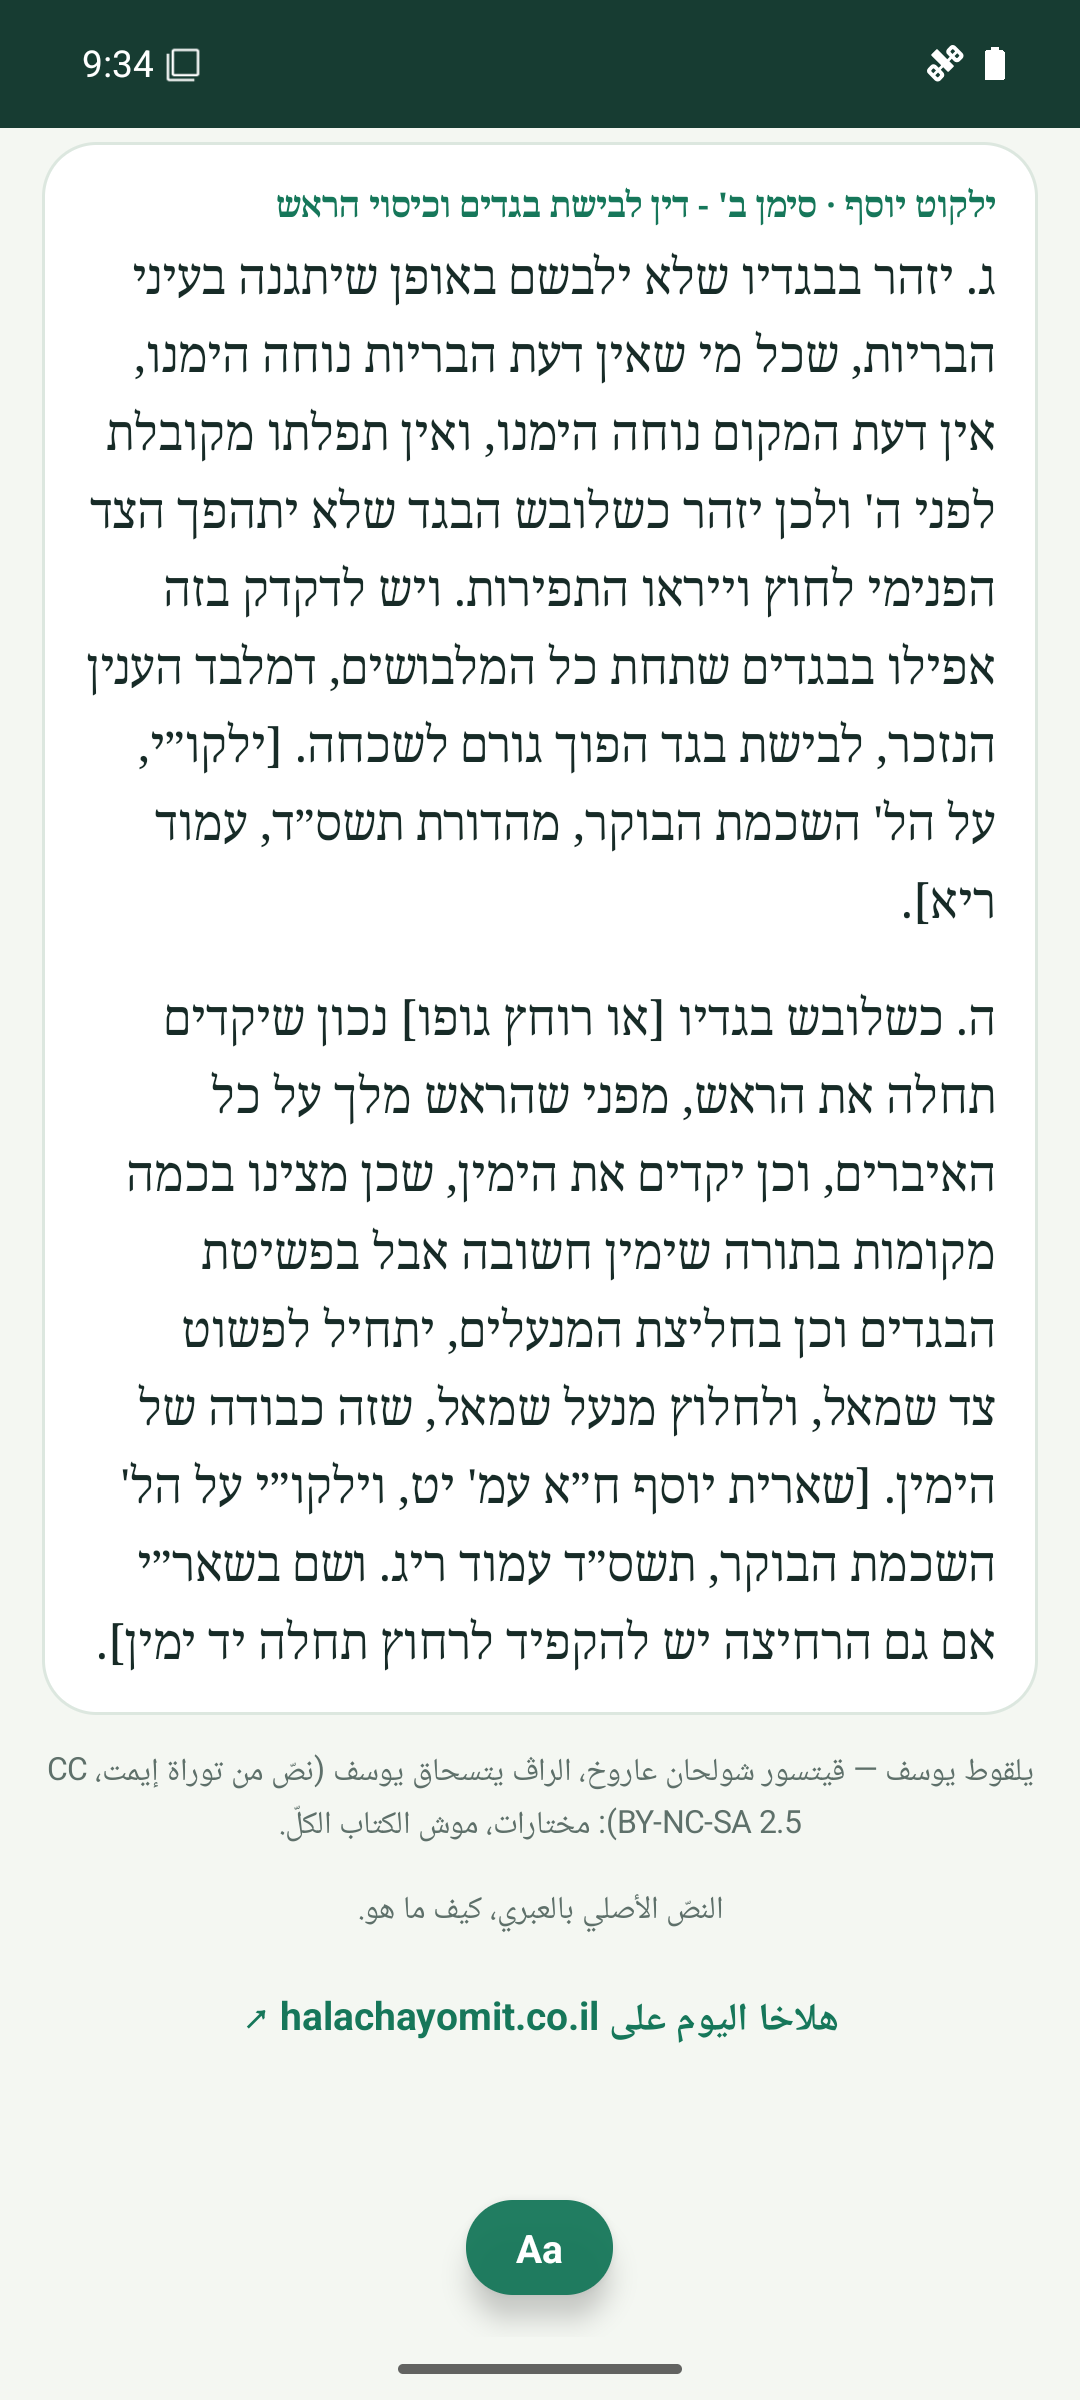 9:34
ילקוט יוסף · סימן ב' - דין לבישת בגדים וכיסוי הראש
ג. יזהר בבגדיו שלא ילבשם באופן שיתגנה בעיני
הבריות, שכל מי שאין דעת הבריות נוחה הימנו,
אין דעת המקום נוחה הימנו, ואין תפלתו מקובלת
לפני ה' ולכן יזהר כשלובש הבגד שלא יתהפך הצד
הפנימי לחוץ וייראו התפירות. ויש לדקדק בזה
אפילו בבגדים שתחת כל המלבושים, דמלבד הענין
הנזכר, לבישת בגד הפוך גורם לשכחה. [ילקו״י,
על הל' השכמת הבוקר, מהדורת תשס״ד, עמוד
ריא].
ה. כשלובש בגדיו [או רוחץ גופו] נכון שיקדים
תחלה את הראש, מפני שהראש מלך על כל
האיברים, וכן יקדים את הימין, שכן מצינו בכמה
מקומות בתורה שימין חשובה אבל בפשיטת
הבגדים וכן בחליצת המנעלים, יתחיל לפשוט
צד שמאל, ולחלוץ מנעל שמאל, שזה כבודה של
הימין. [שארית יוסף ח״א עמ' יט, וילקו״י על הל'
השכמת הבוקר, תשס״ד עמוד ריג. ושם בשאר״י
אם גם הרחיצה יש להקפיד לרחוץ תחלה יד ימין].
يلقوط يوسف — قيتسور شولحان عاروخ، الراڤ يتسحاق يوسف (نصّ من توراة إيمت، CC
BY-NC-SA 2.5): مختارات، موش الكتاب الكلّ.
النصّ الأصلي بالعبري، كيف ما هو.
هلاخا اليوم على halachayomit.co.il ↗
Aa